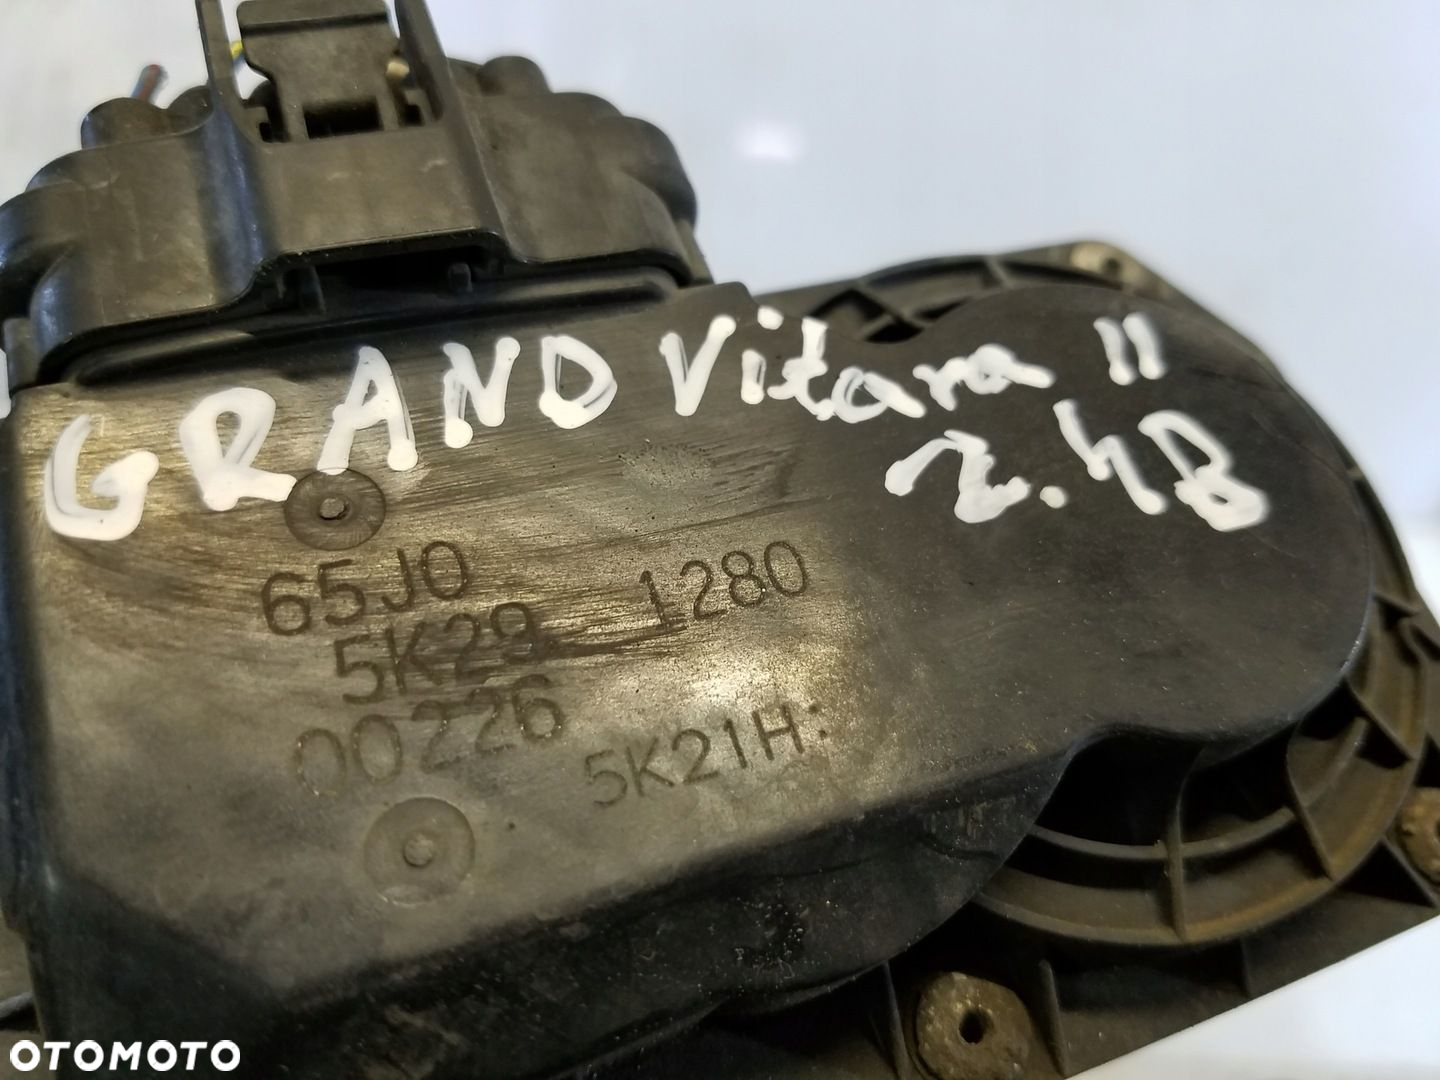 GRAND Vitara II
2.4B
65J0
5K29 1280
00226
5K21H:
OTOMOTO